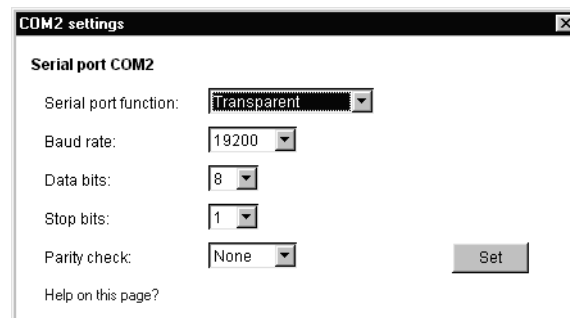 COM2 settings
Serial port COM2
Serial port function: Transparent
Baud rate: 19200
Data bits: 8
Stop bits: 1
Parity check: None Set
Help on this page?